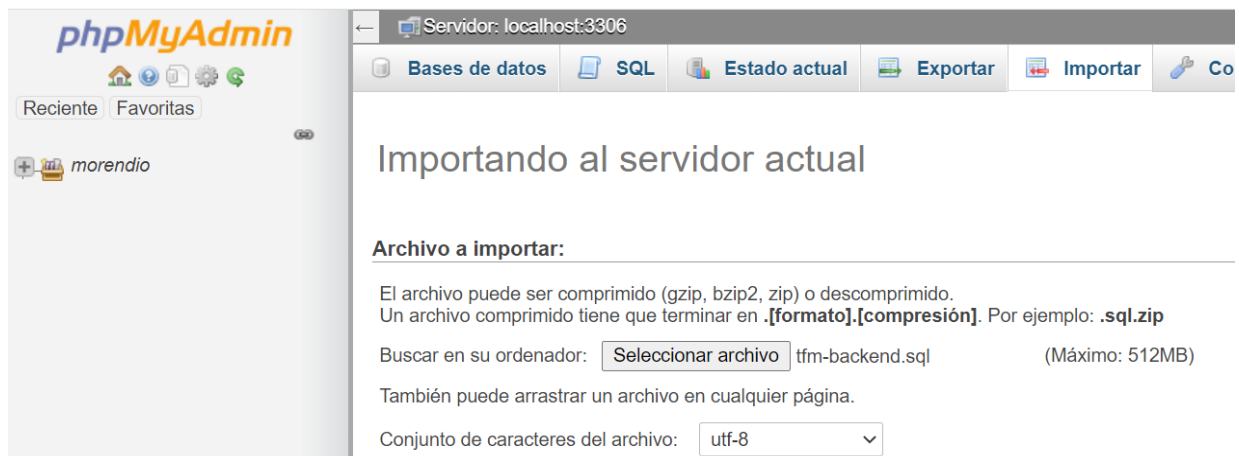 phpMyAdmin
Reciente Favoritas
morendio
Servidor: localhost:3306
Bases de datos SQL Estado actual Exportar Importar Co
Importando al servidor actual
Archivo a importar:
El archivo puede ser comprimido (gzip, bzip2, zip) o descomprimido.
Un archivo comprimido tiene que terminar en .[formato].[compresión]. Por ejemplo: .sql.zip
Buscar en su ordenador: Seleccionar archivo tfm-backend.sql (Máximo: 512MB)
También puede arrastrar un archivo en cualquier página.
Conjunto de caracteres del archivo: utf-8